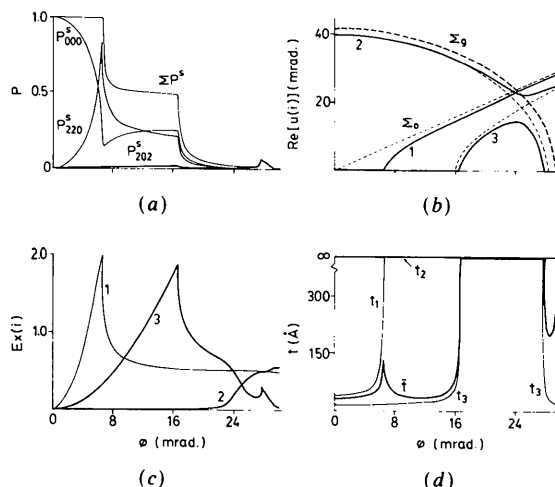 P
1.0
0.5
0
P^s_000
P^s_220
P^s_202
ΣP^s
(a)
Re[u(i)](mrad.)
40
20
2
Σ_g
Σ_o
1
3
(b)
Ex(i)
2.0
1.0
0
1
3
2
0 8 16 24
ø (mrad.)
(c)
t(Å)
∞
300
150
t_2
t_1
t̄
t_3
t_3
0 8 16 24
ø (mrad.)
(d)